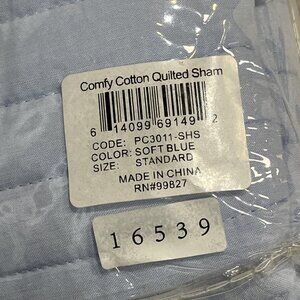 Comfy Cotton Quilted Sham
6 14099 69149 2
CODE: PC3011-SHS
COLOR: SOFT BLUE
SIZE: STANDARD
MADE IN CHINA
RN#99827
16539